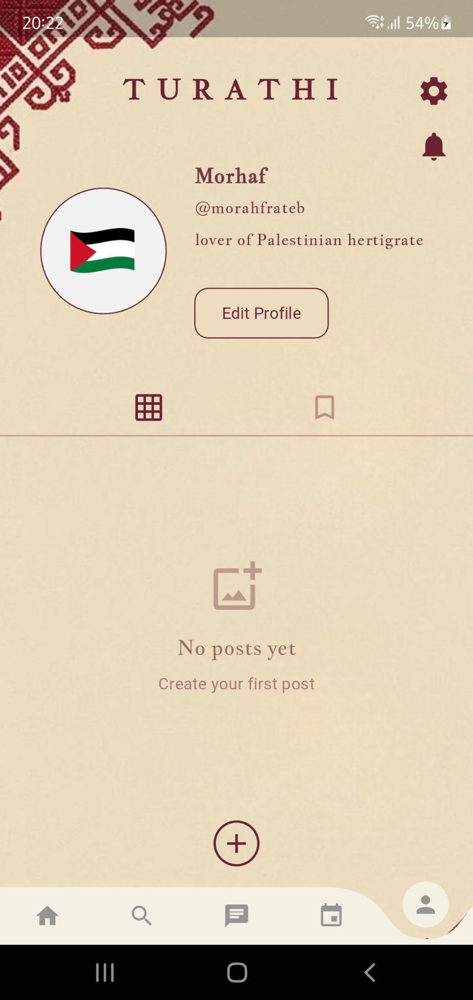 20:22
54%
TURATHI
Morhaf
@morahfrateb
lover of Palestinian hertigrate
Edit Profile
No posts yet
Create your first post